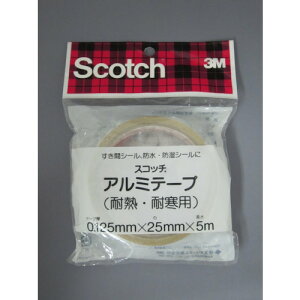 Scotch 3M
すき間シール、防水・防湿シールに
スコッチ
アルミテープ
（耐熱・耐寒用）
0.125mm×25mm×5m